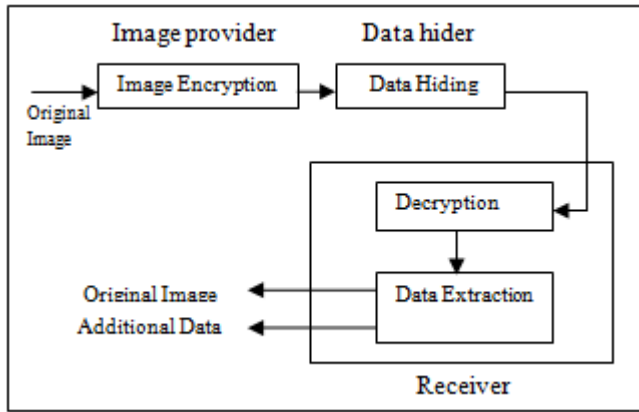 Image provider
Data hider
Image Encryption
Data Hiding
Original
Image
Decryption
Data Extraction
Original Image
Additional Data
Receiver